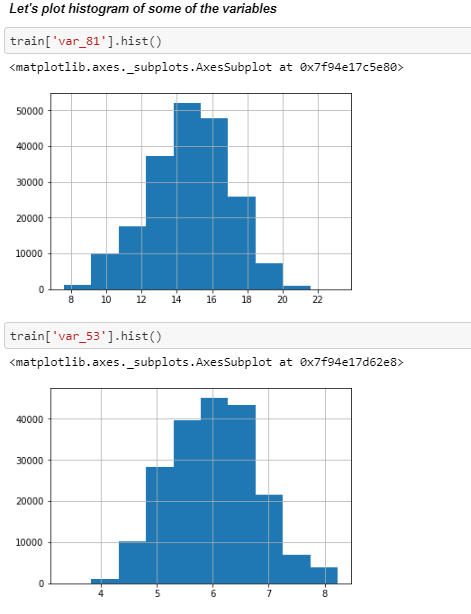 Let's plot histogram of some of the variables
train['var_81'].hist()
<matplotlib.axes._subplots.AxesSubplot at 0x7f94e17c5e80>
50000
40000
30000
20000
10000
0
8 10 12 14 16 18 20 22
train['var_53'].hist()
<matplotlib.axes._subplots.AxesSubplot at 0x7f94e17d62e8>
40000
30000
20000
10000
0
4 5 6 7 8